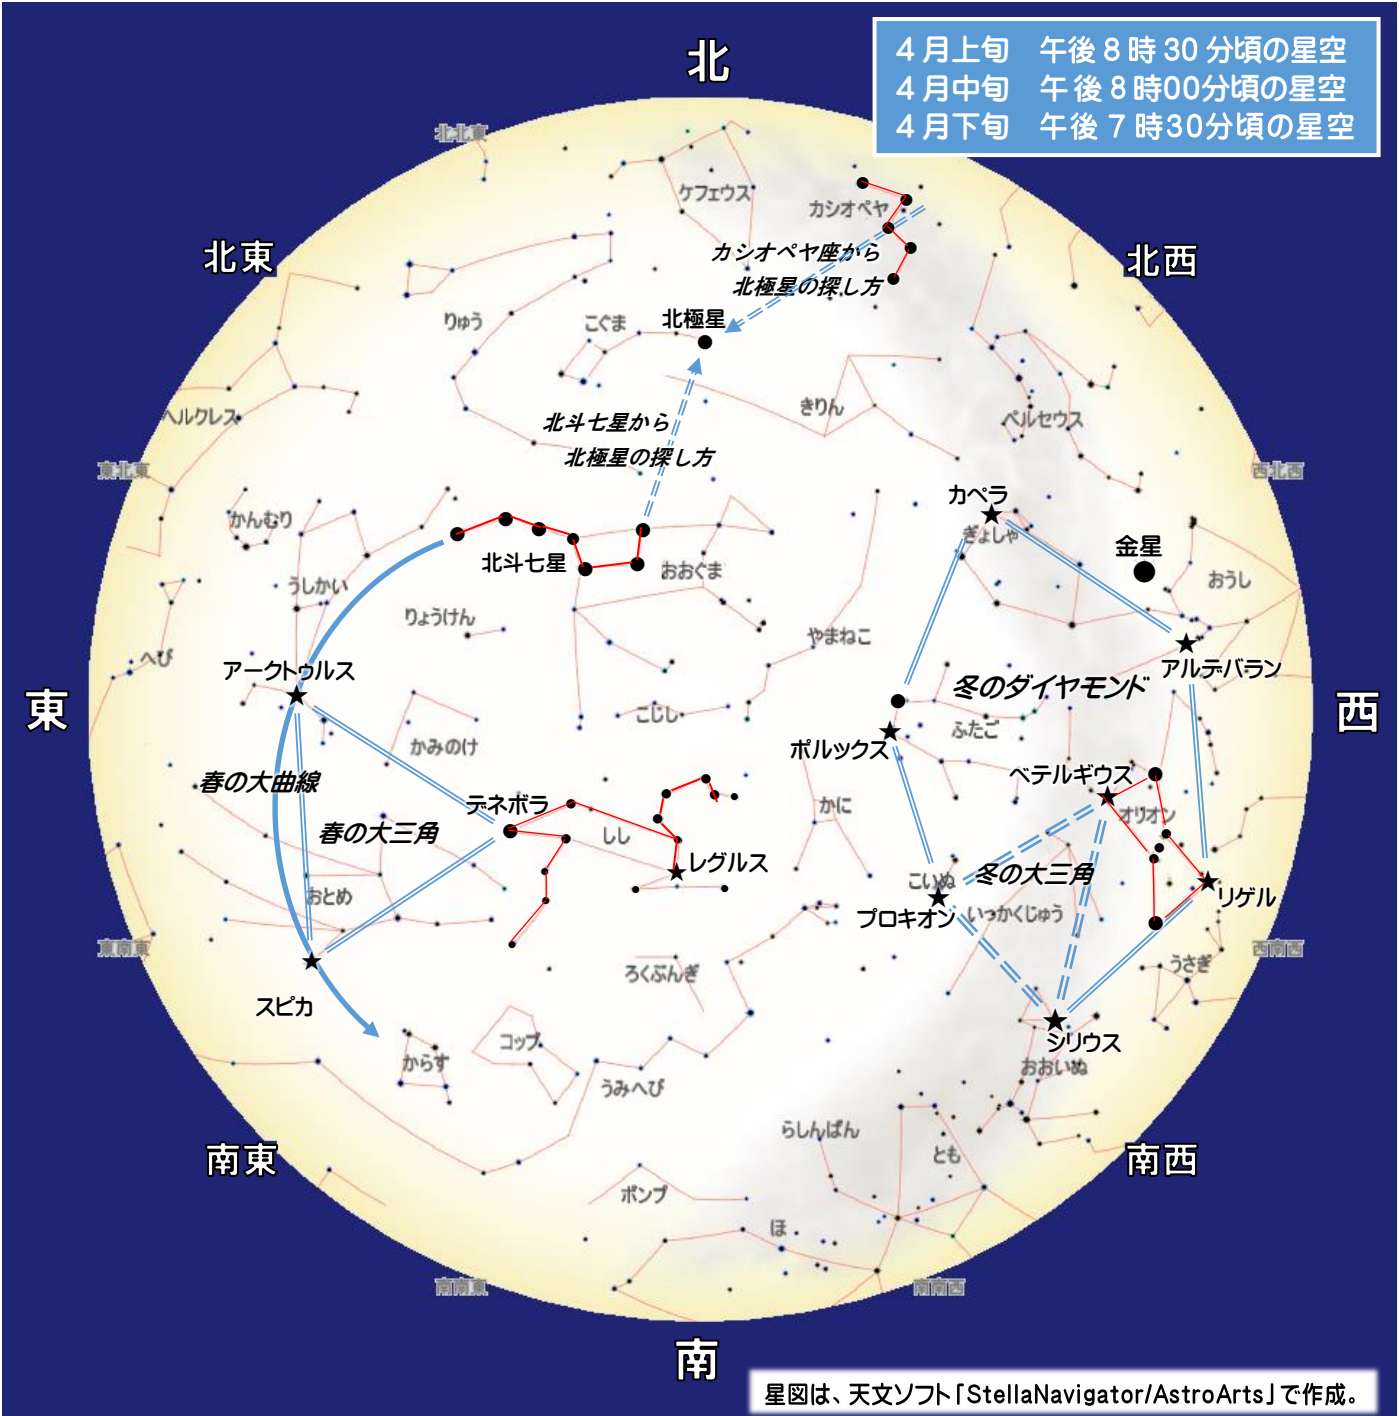 北
４月上旬　午後８時30分頃の星空
４月中旬　午後８時00分頃の星空
４月下旬　午後７時30分頃の星空
北北東
ケフェウス
カシオペヤ
北東
北西
カシオペヤ座から
北極星の探し方
りゅう
こぐま
北極星
ヘルクレス
きりん
ペルセウス
北斗七星から
北極星の探し方
東北東
西北西
カペラ
かんむり
ぎょしゃ
金星
北斗七星
おおぐま
おうし
うしかい
りょうけん
やまねこ
へび
アークトゥルス
アルデバラン
冬のダイヤモンド
東
西
こじし
ふたご
かみのけ
ポルックス
春の大曲線
ベテルギウス
デネボラ
かに
オリオン
春の大三角
しし
レグルス
冬の大三角
こいぬ
おとめ
リゲル
プロキオン
いっかくじゅう
東南東
西南西
ろくぶんぎ
うさぎ
スピカ
コップ
シリウス
からす
おおいぬ
うみへび
らしんばん
とも
南東
南西
ポンプ
ほ
南南東
南南西
南
星図は、天文ソフト「StellaNavigator/AstroArts」で作成。